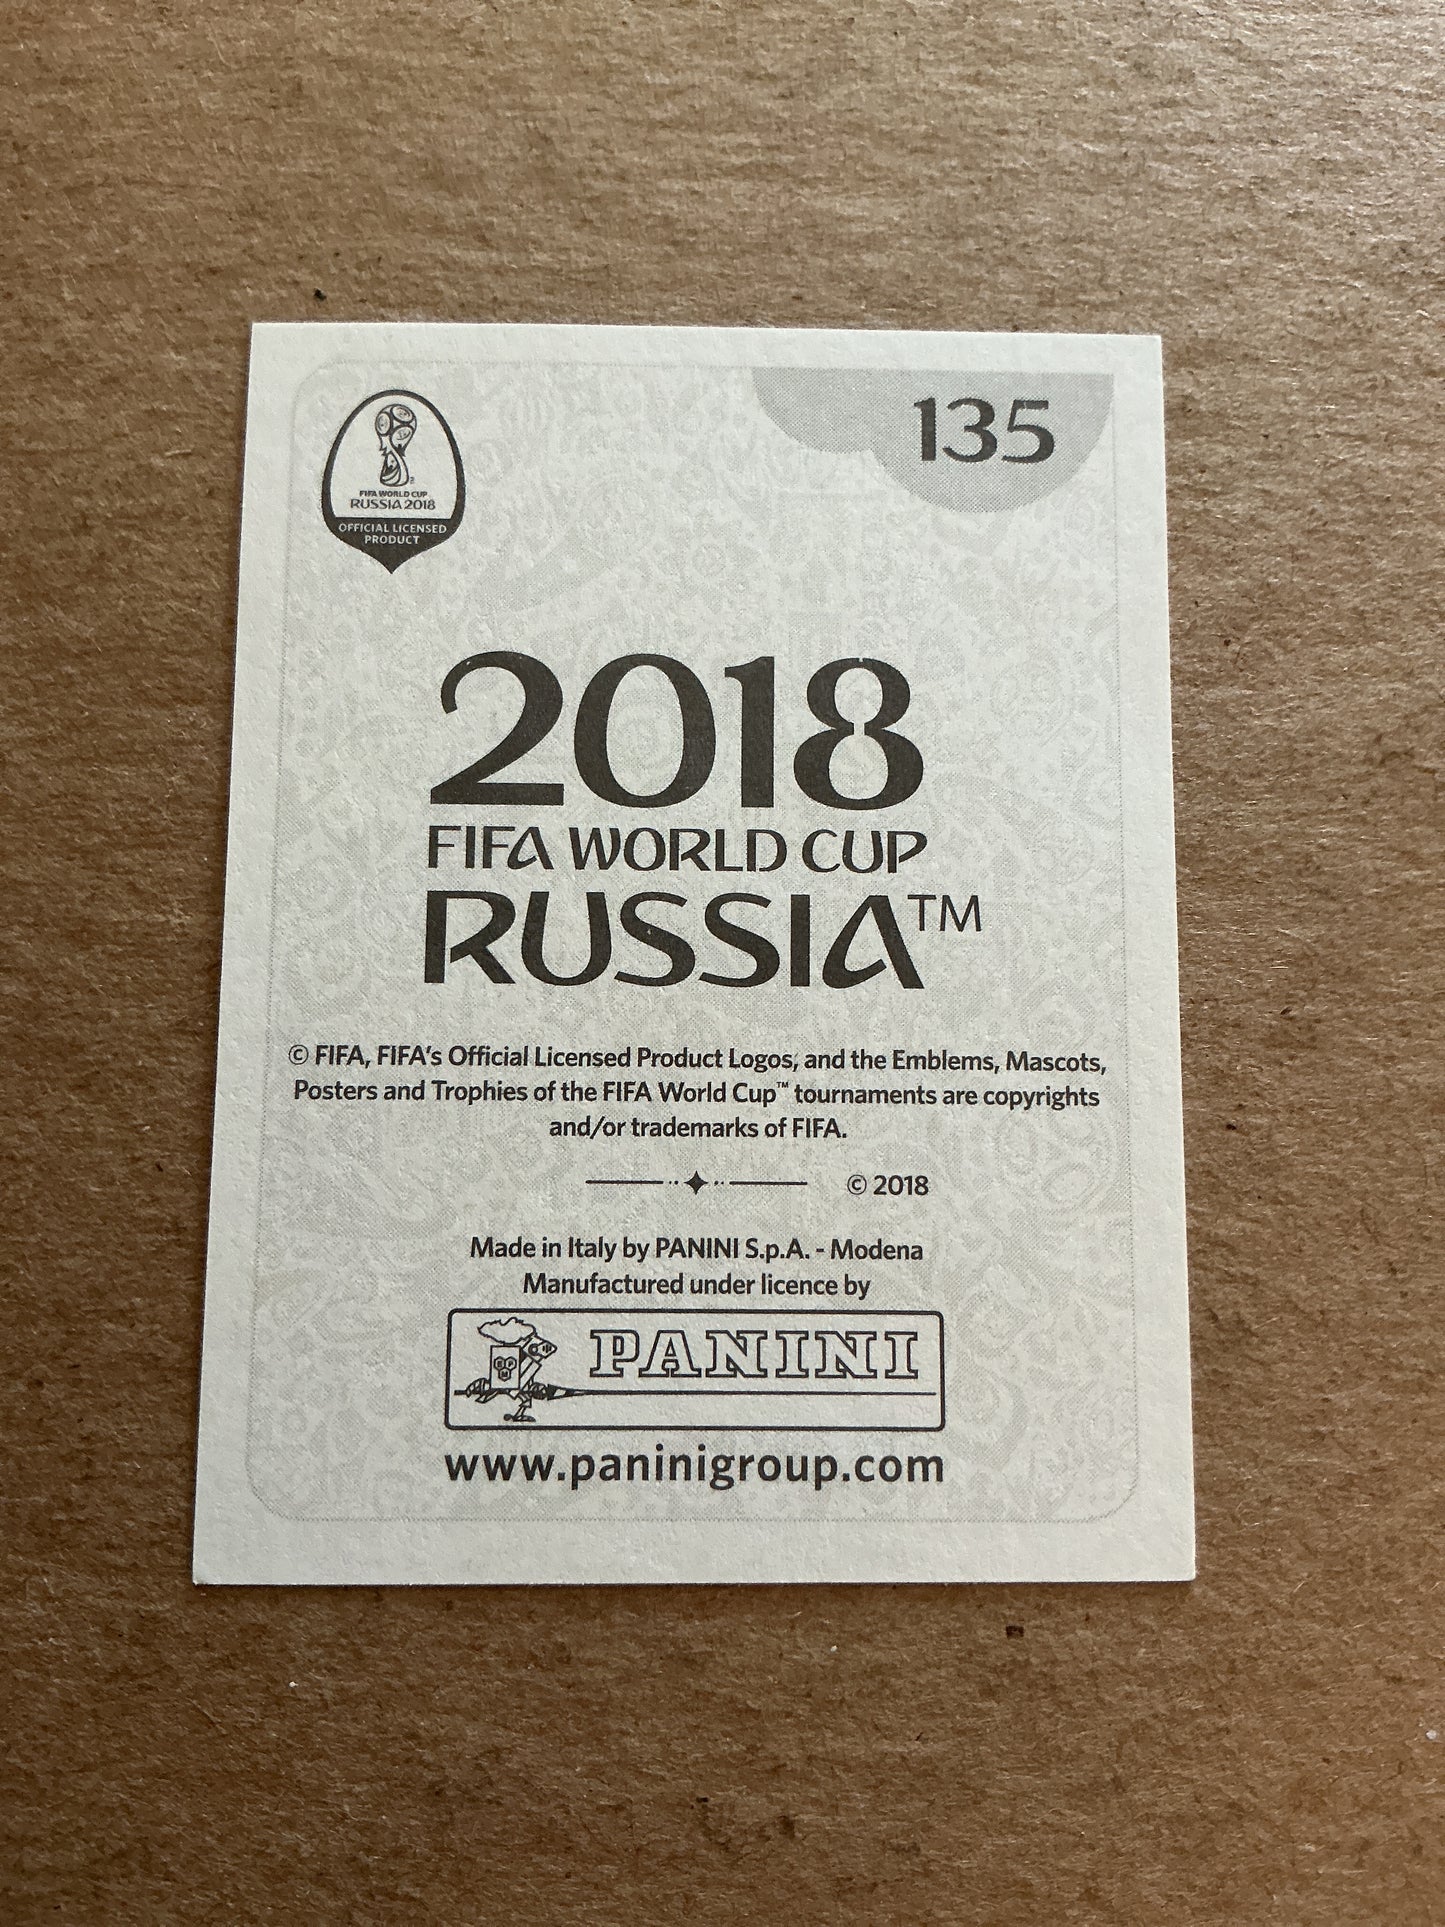 FIFA WORLD CUP
RUSSIA 2018
OFFICIAL LICENSED
PRODUCT
135
2018
FIFA WORLD CUP
RUSSIA™
© FIFA, FIFA's Official Licensed Product Logos, and the Emblems, Mascots,
Posters and Trophies of the FIFA World Cup™ tournaments are copyrights
and/or trademarks of FIFA.
© 2018
Made in Italy by PANINI S.p.A. - Modena
Manufactured under licence by
PANINI
www.paninigroup.com